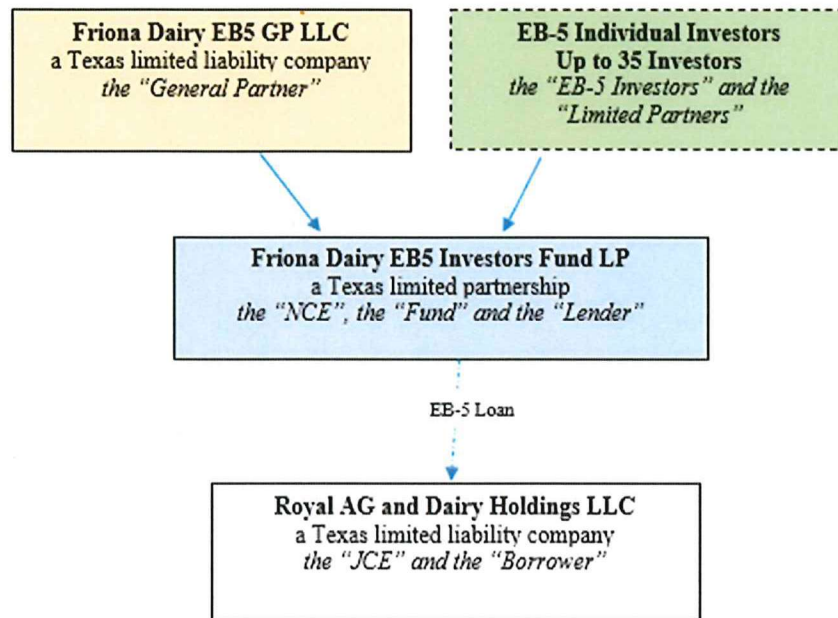 Friona Dairy EB5 GP LLC
a Texas limited liability company
the “General Partner”
EB-5 Individual Investors
Up to 35 Investors
the “EB-5 Investors” and the
“Limited Partners”
Friona Dairy EB5 Investors Fund LP
a Texas limited partnership
the “NCE”, the “Fund” and the “Lender”
EB-5 Loan
Royal AG and Dairy Holdings LLC
a Texas limited liability company
the “JCE” and the “Borrower”